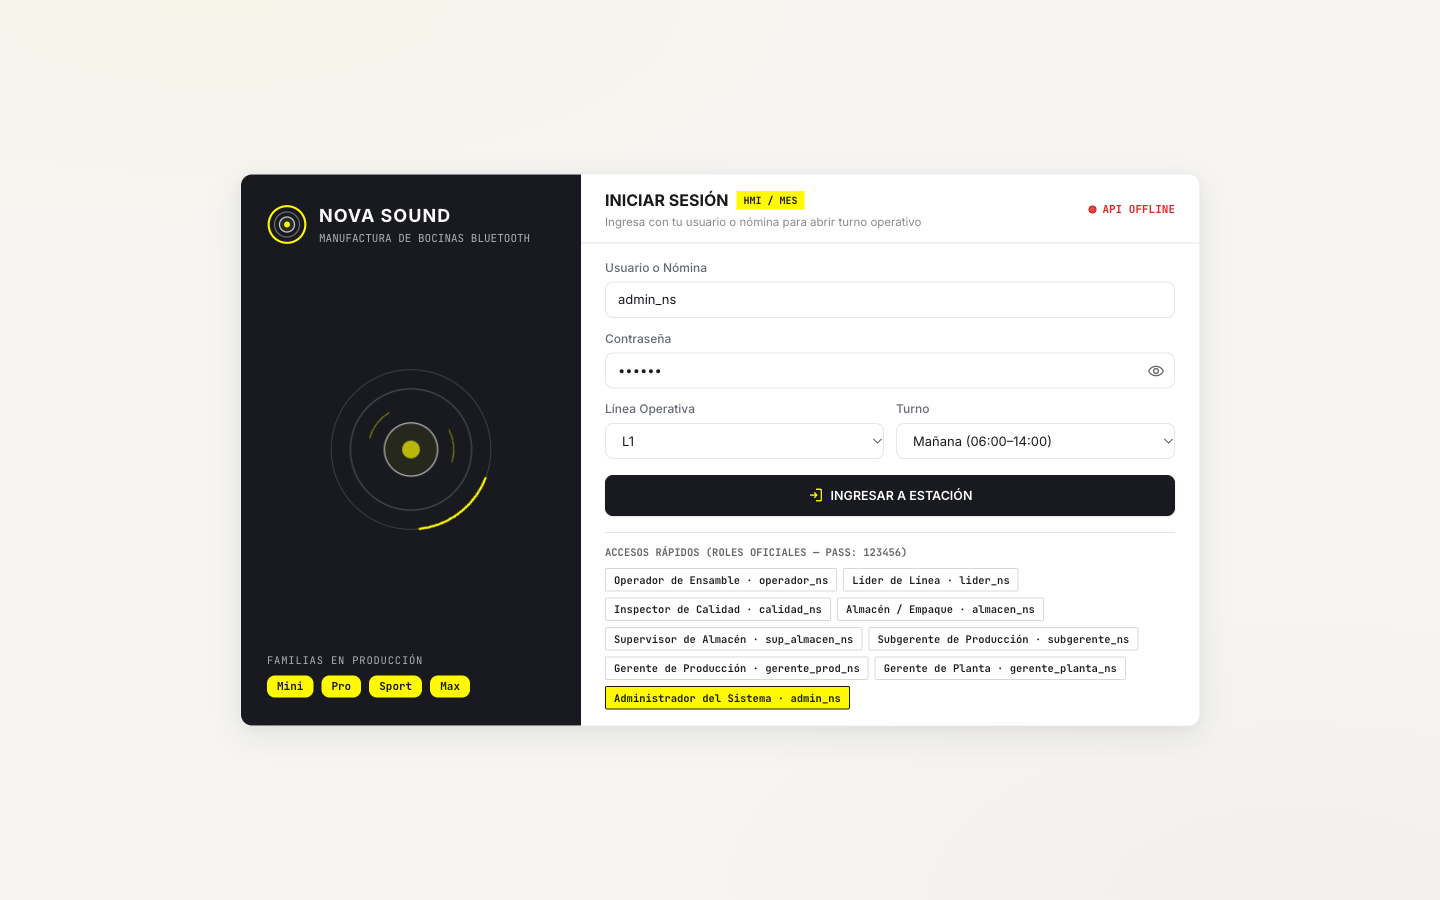 NOVA SOUND
MANUFACTURA DE BOCINAS BLUETOOTH
FAMILIAS EN PRODUCCIÓN
Mini Pro Sport Max
INICIAR SESIÓN HMI / MES
Ingresa con tu usuario o nómina para abrir turno operativo
API OFFLINE
Usuario o Nómina
admin_ns
Contraseña
••••••
Línea Operativa Turno
L1 Mañana (06:00–14:00)
INGRESAR A ESTACIÓN
ACCESOS RÁPIDOS (ROLES OFICIALES — PASS: 123456)
Operador de Ensamble · operador_ns Líder de Línea · lider_ns
Inspector de Calidad · calidad_ns Almacén / Empaque · almacen_ns
Supervisor de Almacén · sup_almacen_ns Subgerente de Producción · subgerente_ns
Gerente de Producción · gerente_prod_ns Gerente de Planta · gerente_planta_ns
Administrador del Sistema · admin_ns